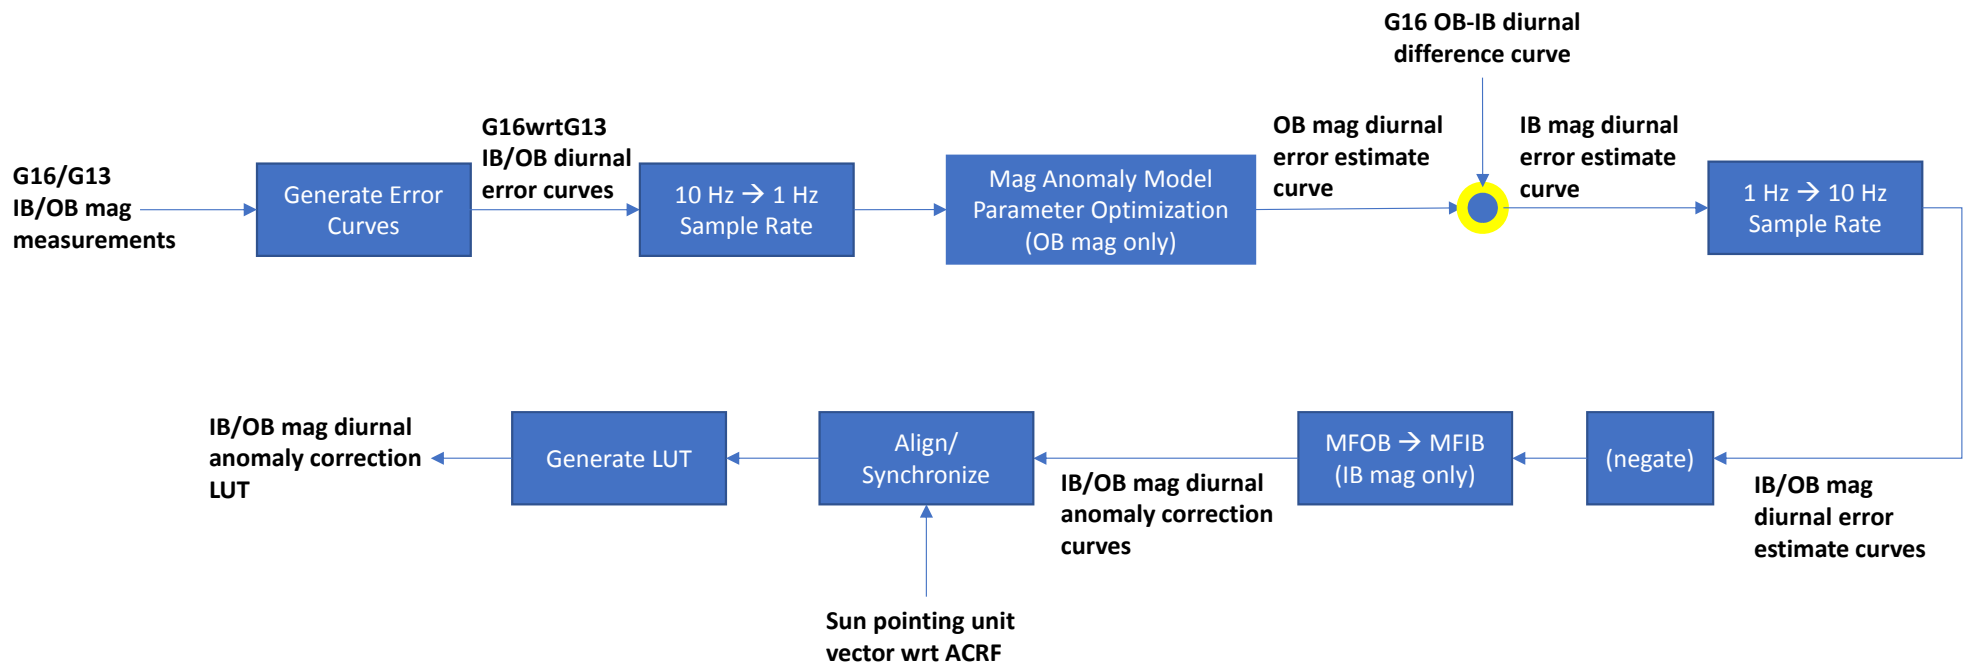 G16 OB-IB diurnal
difference curve
G16/G13
IB/OB mag
measurements
Generate Error
Curves
G16wrtG13
IB/OB diurnal
error curves
10 Hz → 1 Hz
Sample Rate
Mag Anomaly Model
Parameter Optimization
(OB mag only)
OB mag diurnal
error estimate
curve
IB mag diurnal
error estimate
curve
1 Hz → 10 Hz
Sample Rate
IB/OB mag
diurnal error
estimate curves
(negate)
MFOB → MFIB
(IB mag only)
IB/OB mag diurnal
anomaly correction
curves
Align/
Synchronize
Sun pointing unit
vector wrt ACRF
Generate LUT
IB/OB mag diurnal
anomaly correction
LUT